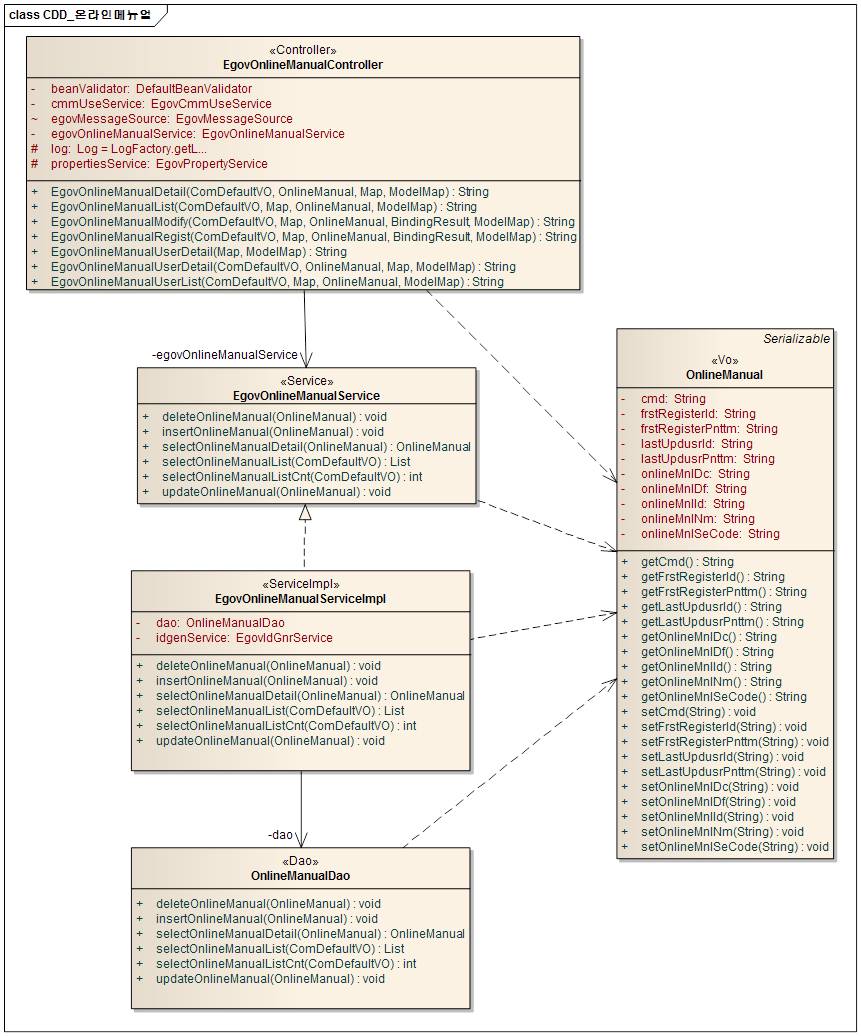 class CDD_온라인메뉴얼
«Controller»
EgovOnlineManualController
- beanValidator: DefaultBeanValidator
- cmmUseService: EgovCmmUseService
~ egovMessageSource: EgovMessageSource
- egovOnlineManualService: EgovOnlineManualService
# log: Log = LogFactory.getL...
# propertiesService: EgovPropertyService
+ EgovOnlineManualDetail(ComDefaultVO, OnlineManual, Map, ModelMap) : String
+ EgovOnlineManualList(ComDefaultVO, Map, OnlineManual, ModelMap) : String
+ EgovOnlineManualModify(ComDefaultVO, Map, OnlineManual, BindingResult, ModelMap) : String
+ EgovOnlineManualRegist(ComDefaultVO, Map, OnlineManual, BindingResult, ModelMap) : String
+ EgovOnlineManualUserDetail(Map, ModelMap) : String
+ EgovOnlineManualUserDetail(ComDefaultVO, OnlineManual, Map, ModelMap) : String
+ EgovOnlineManualUserList(ComDefaultVO, Map, OnlineManual, ModelMap) : String
-egovOnlineManualService
«Service»
EgovOnlineManualService
+ deleteOnlineManual(OnlineManual) : void
+ insertOnlineManual(OnlineManual) : void
+ selectOnlineManualDetail(OnlineManual) : OnlineManual
+ selectOnlineManualList(ComDefaultVO) : List
+ selectOnlineManualListCnt(ComDefaultVO) : int
+ updateOnlineManual(OnlineManual) : void
«ServiceImpl»
EgovOnlineManualServiceImpl
- dao: OnlineManualDao
- idgenService: EgovIdGnrService
+ deleteOnlineManual(OnlineManual) : void
+ insertOnlineManual(OnlineManual) : void
+ selectOnlineManualDetail(OnlineManual) : OnlineManual
+ selectOnlineManualList(ComDefaultVO) : List
+ selectOnlineManualListCnt(ComDefaultVO) : int
+ updateOnlineManual(OnlineManual) : void
-dao
«Dao»
OnlineManualDao
+ deleteOnlineManual(OnlineManual) : void
+ insertOnlineManual(OnlineManual) : void
+ selectOnlineManualDetail(OnlineManual) : OnlineManual
+ selectOnlineManualList(ComDefaultVO) : List
+ selectOnlineManualListCnt(ComDefaultVO) : int
+ updateOnlineManual(OnlineManual) : void
Serializable
«Vo»
OnlineManual
- cmd: String
- frstRegisterId: String
- frstRegisterPnttm: String
- lastUpdusrId: String
- lastUpdusrPnttm: String
- onlineMnlDc: String
- onlineMnlDf: String
- onlineMnlId: String
- onlineMnlNm: String
- onlineMnlSeCode: String
+ getCmd() : String
+ getFrstRegisterId() : String
+ getFrstRegisterPnttm() : String
+ getLastUpdusrId() : String
+ getLastUpdusrPnttm() : String
+ getOnlineMnlDc() : String
+ getOnlineMnlDf() : String
+ getOnlineMnlId() : String
+ getOnlineMnlNm() : String
+ getOnlineMnlSeCode() : String
+ setCmd(String) : void
+ setFrstRegisterId(String) : void
+ setFrstRegisterPnttm(String) : void
+ setLastUpdusrId(String) : void
+ setLastUpdusrPnttm(String) : void
+ setOnlineMnlDc(String) : void
+ setOnlineMnlDf(String) : void
+ setOnlineMnlId(String) : void
+ setOnlineMnlNm(String) : void
+ setOnlineMnlSeCode(String) : void